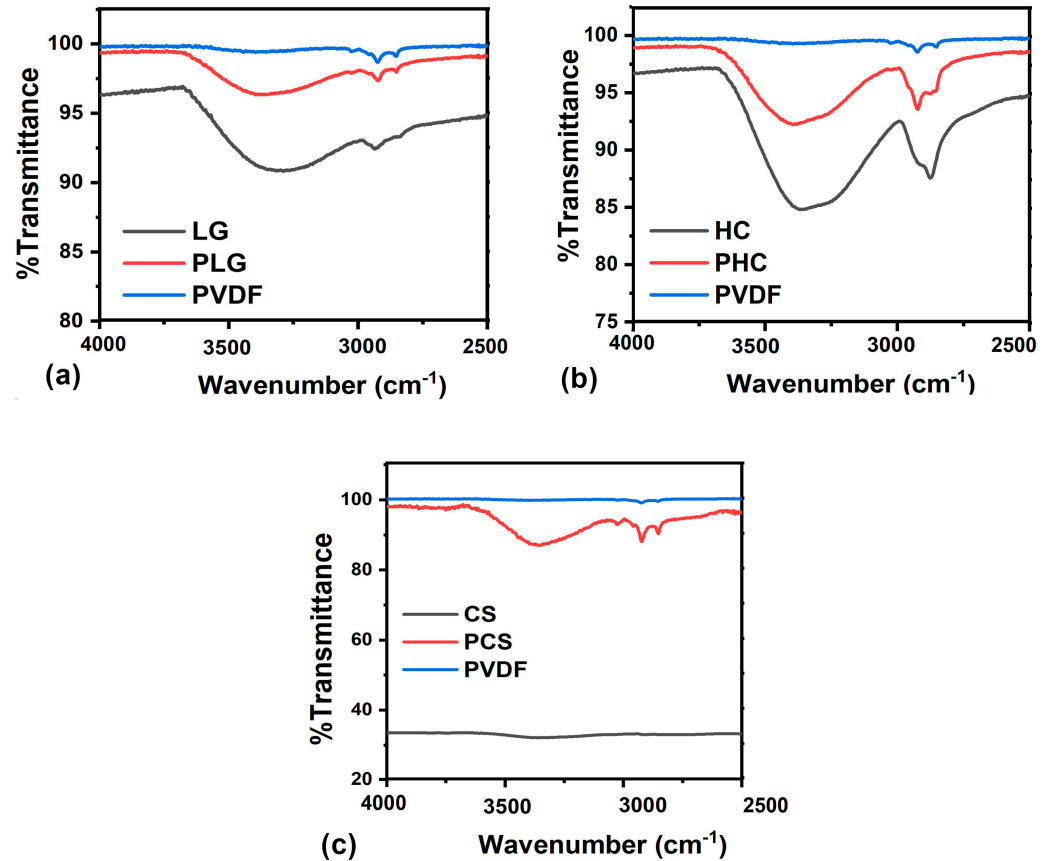 %Transmittance
100
95
90
85
80
LG
PLG
PVDF
4000
3500
3000
2500
Wavenumber (cm⁻¹)
(a)
%Transmittance
100
95
90
85
80
75
HC
PHC
PVDF
4000
3500
3000
2500
Wavenumber (cm⁻¹)
(b)
%Transmittance
100
80
60
40
20
CS
PCS
PVDF
4000
3500
3000
2500
Wavenumber (cm⁻¹)
(c)